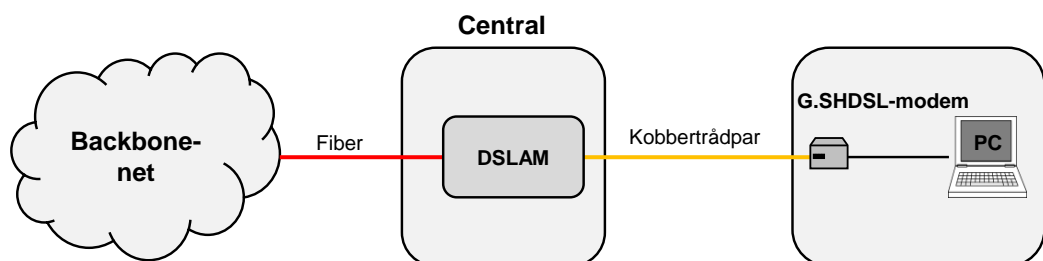 Central
Backbone-
net
Fiber
DSLAM
Kobbertrådpar
G.SHDSL-modem
PC